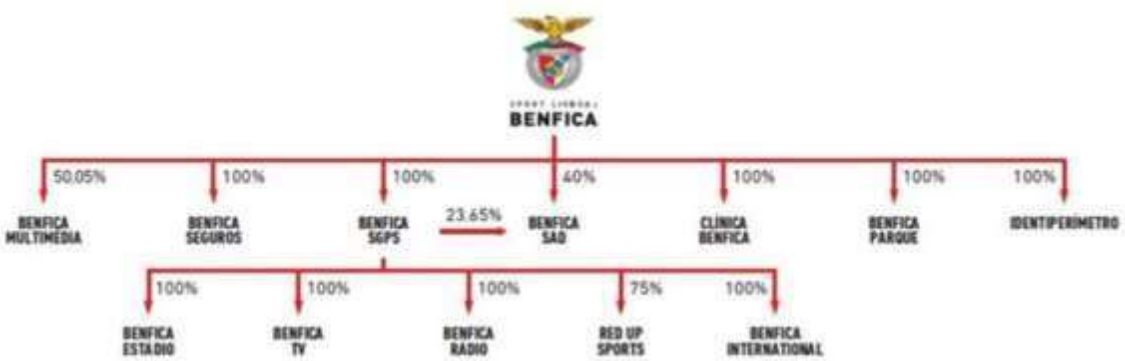 SPORT LISBOA E
BENFICA
50,05%
100%
100%
40%
100%
100%
100%
BENFICA
MULTIMEDIA
BENFICA
SEGUROS
BENFICA
SGPS
23.65%
BENFICA
SAD
CLÍNICA
BENFICA
BENFICA
PARQUE
IDENTIPERÍMETRO
100%
100%
100%
75%
100%
BENFICA
ESTADIO
BENFICA
TV
BENFICA
RADIO
RED UP
SPORTS
BENFICA
INTERNATIONAL